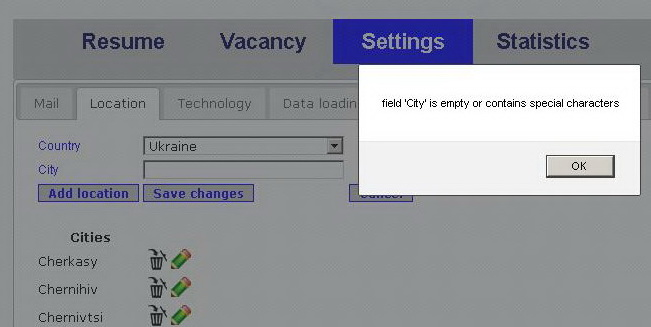 Resume Vacancy Settings Statistics
Mail Location Technology Data loadin
field 'City' is empty or contains special characters
OK
Country Ukraine
City
Add location Save changes Cancel
Cities
Cherkasy
Chernihiv
Chernivtsi